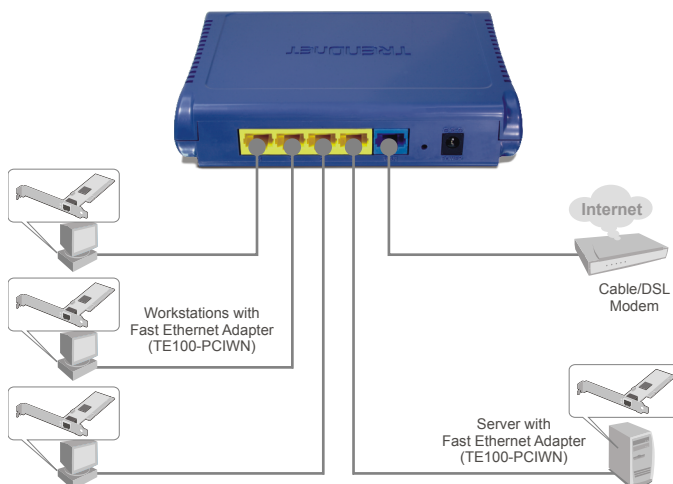 TRENDNET
Internet
Cable/DSL
Modem
Workstations with
Fast Ethernet Adapter
(TE100-PCIWN)
Server with
Fast Ethernet Adapter
(TE100-PCIWN)